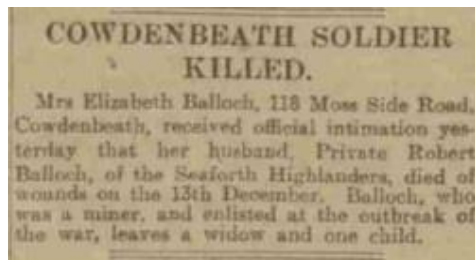 COWDENBEATH SOLDIER
KILLED.
Mrs Elizabeth Balloch, 118 Moss Side Road,
Cowdenbeath, received official intimation yes-
terday that her husband, Private Robert
Balloch, of the Seaforth Highlanders, died of
wounds on the 13th December. Balloch, who
was a miner, and enlisted at the outbreak of
the war, leaves a widow and one child.